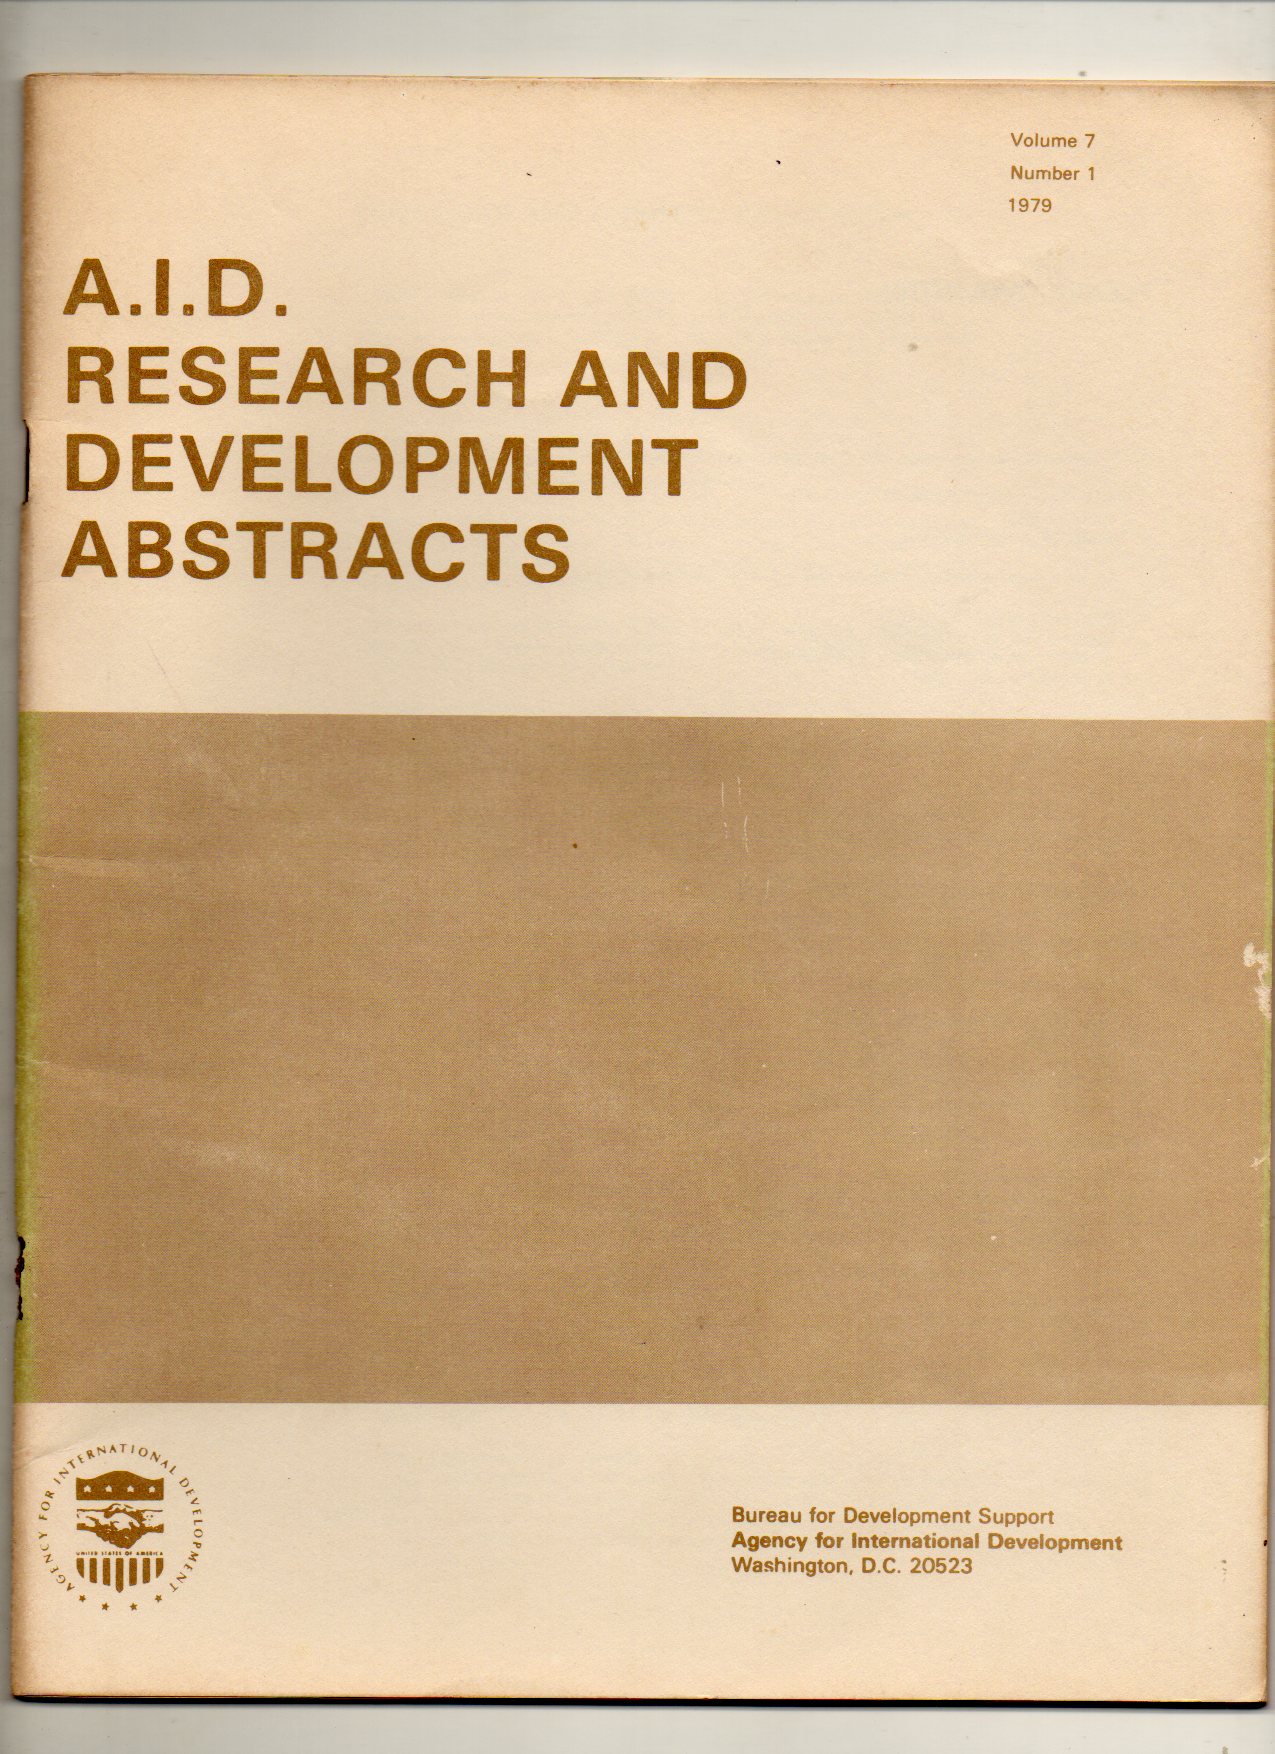 Volume 7
Number 1
1979
A.I.D.
RESEARCH AND
DEVELOPMENT
ABSTRACTS
AGENCY FOR INTERNATIONAL DEVELOPMENT
UNITED STATES OF AMERICA
Bureau for Development Support
Agency for International Development
Washington, D.C. 20523